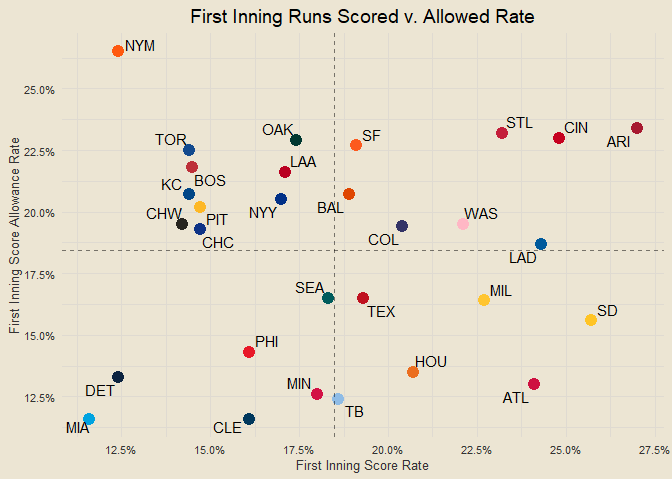 First Inning Runs Scored v. Allowed Rate
NYM
25.0%
STL
CIN
ARI
OAK
SF
TOR
22.5%
LAA
BOS
KC
BAL
NYY
PIT
CHW
WAS
20.0%
COL
CHC
LAD
17.5%
SEA
MIL
TEX
SD
15.0%
PHI
HOU
MIN
DET
ATL
TB
12.5%
MIA
CLE
First Inning Score Allowance Rate
12.5%
15.0%
17.5%
20.0%
22.5%
25.0%
27.5%
First Inning Score Rate